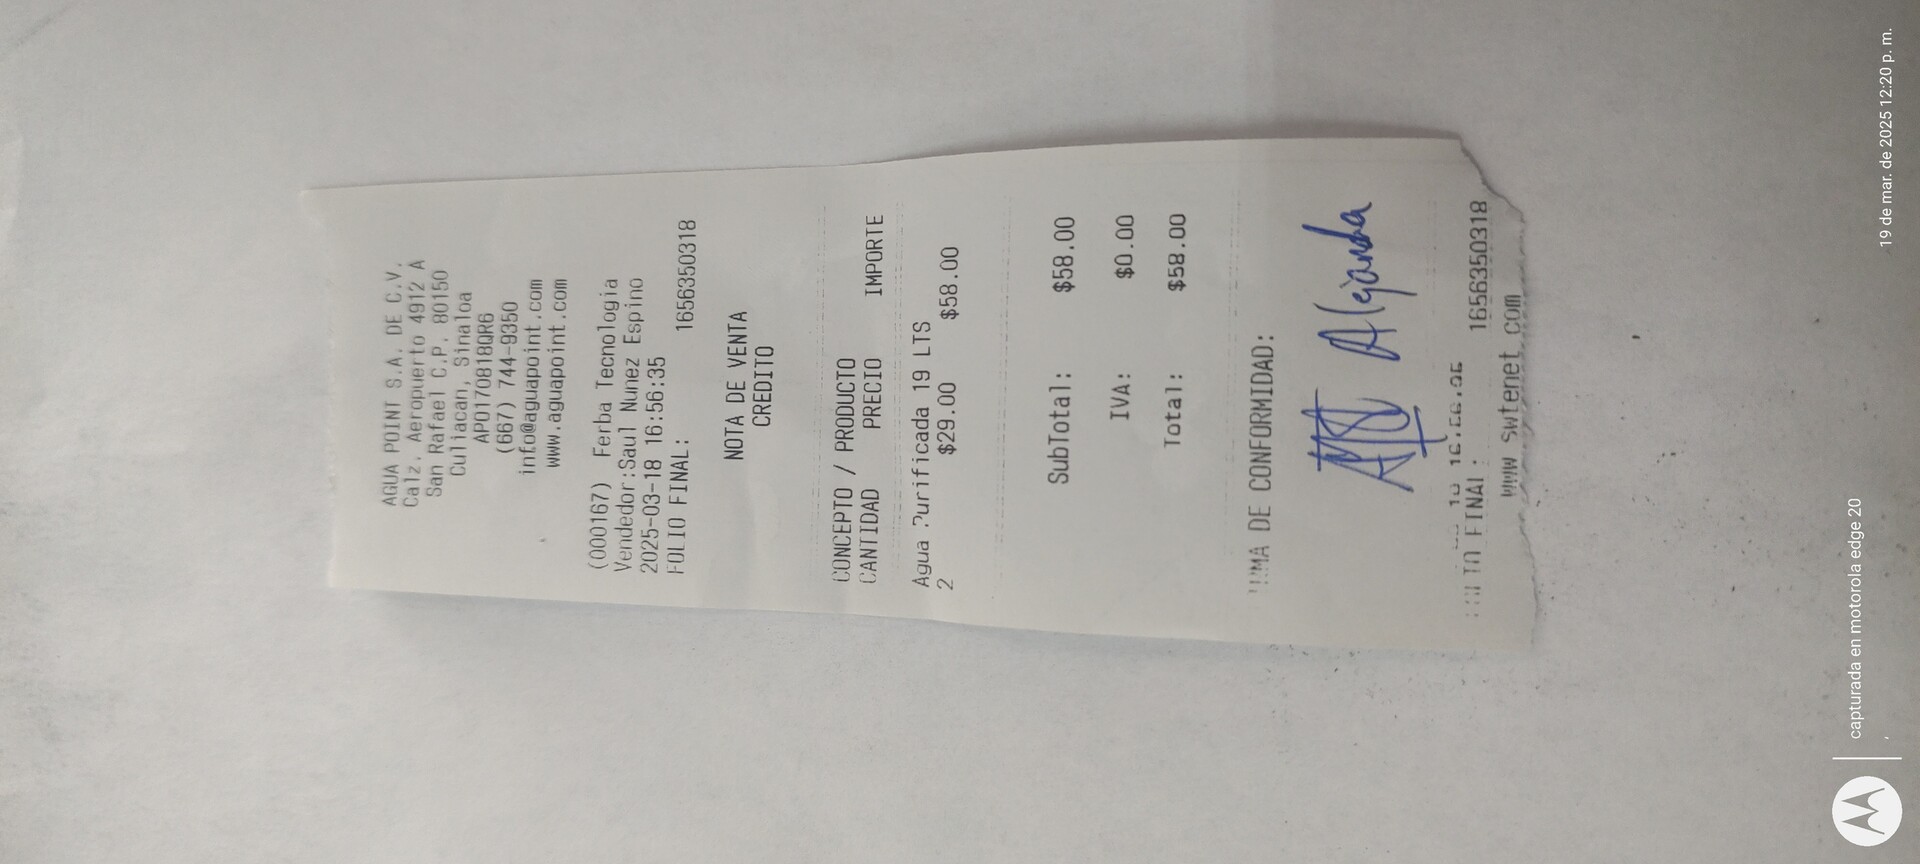 AGUA POINT S.A. DE C.V.
Calz. Aeropuerto 4912 A
San Rafael C.P. 80150
Culiacan, Sinaloa
APO170818QR6
(667) 744-9350
info@aguapoint.com
www.aguapoint.com
(000167) Ferba Tecnologia
Vendedor:Saul Nunez Espino
2025-03-18 16:56:35
FOLIO FINAL: 1656350318
NOTA DE VENTA
CREDITO
CONCEPTO / PRODUCTO
CANTIDAD PRECIO IMPORTE
Agua Purificada 19 LTS
2 $29.00 $58.00
SubTotal: $58.00
IVA: $0.00
Total: $58.00
DE CONFORMIDAD:
Alejandra
FINAL: 1656350318
www swtenet com
capturada en motorola edge 20
19 de mar. de 2025 12:20 p. m.